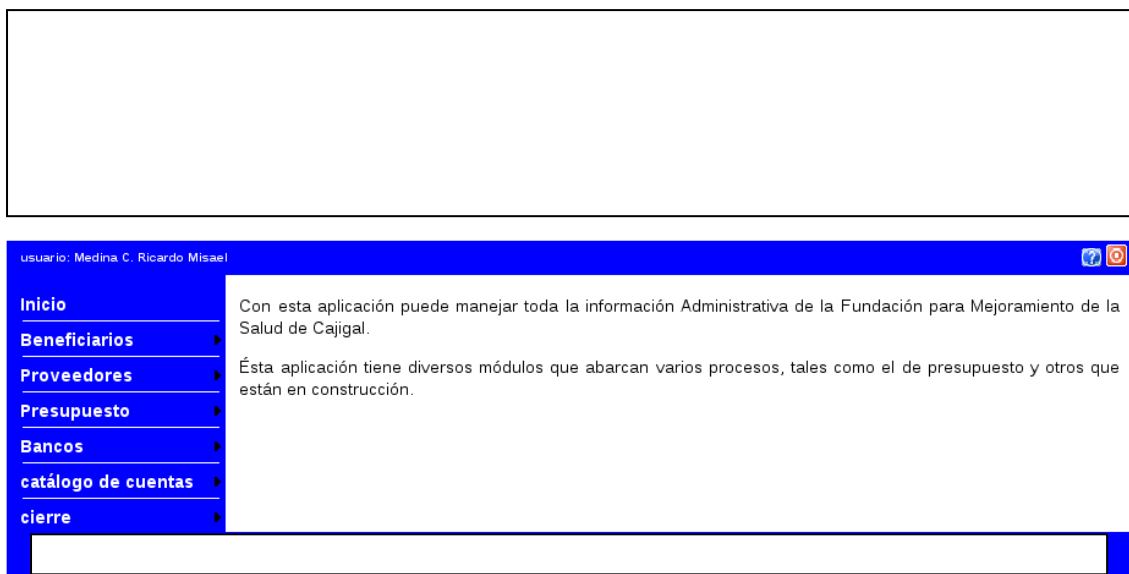 usuario: Medina C. Ricardo Misael
Inicio
Beneficiarios
Proveedores
Presupuesto
Bancos
catálogo de cuentas
cierre
Con esta aplicación puede manejar toda la información Administrativa de la Fundación para Mejoramiento de la
Salud de Cajigal.
Ésta aplicación tiene diversos módulos que abarcan varios procesos, tales como el de presupuesto y otros que
están en construcción.